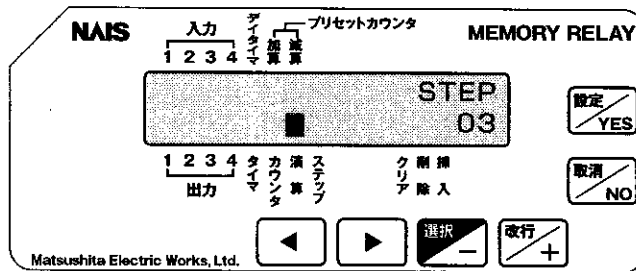 NAiS
入力
1 2 3 4
デイタイマ
加算
減算
プリセットカウンタ
MEMORY RELAY
STEP
03
設定
YES
1 2 3 4
出力
タイマ
カウンタ
演算
ステップ
クリア
削除
挿入
取消
NO
選択
−
改行
+
Matsushita Electric Works, Ltd.